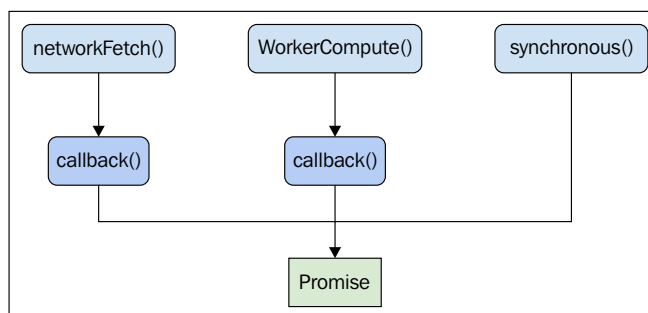 networkFetch()
WorkerCompute()
synchronous()
callback()
callback()
Promise